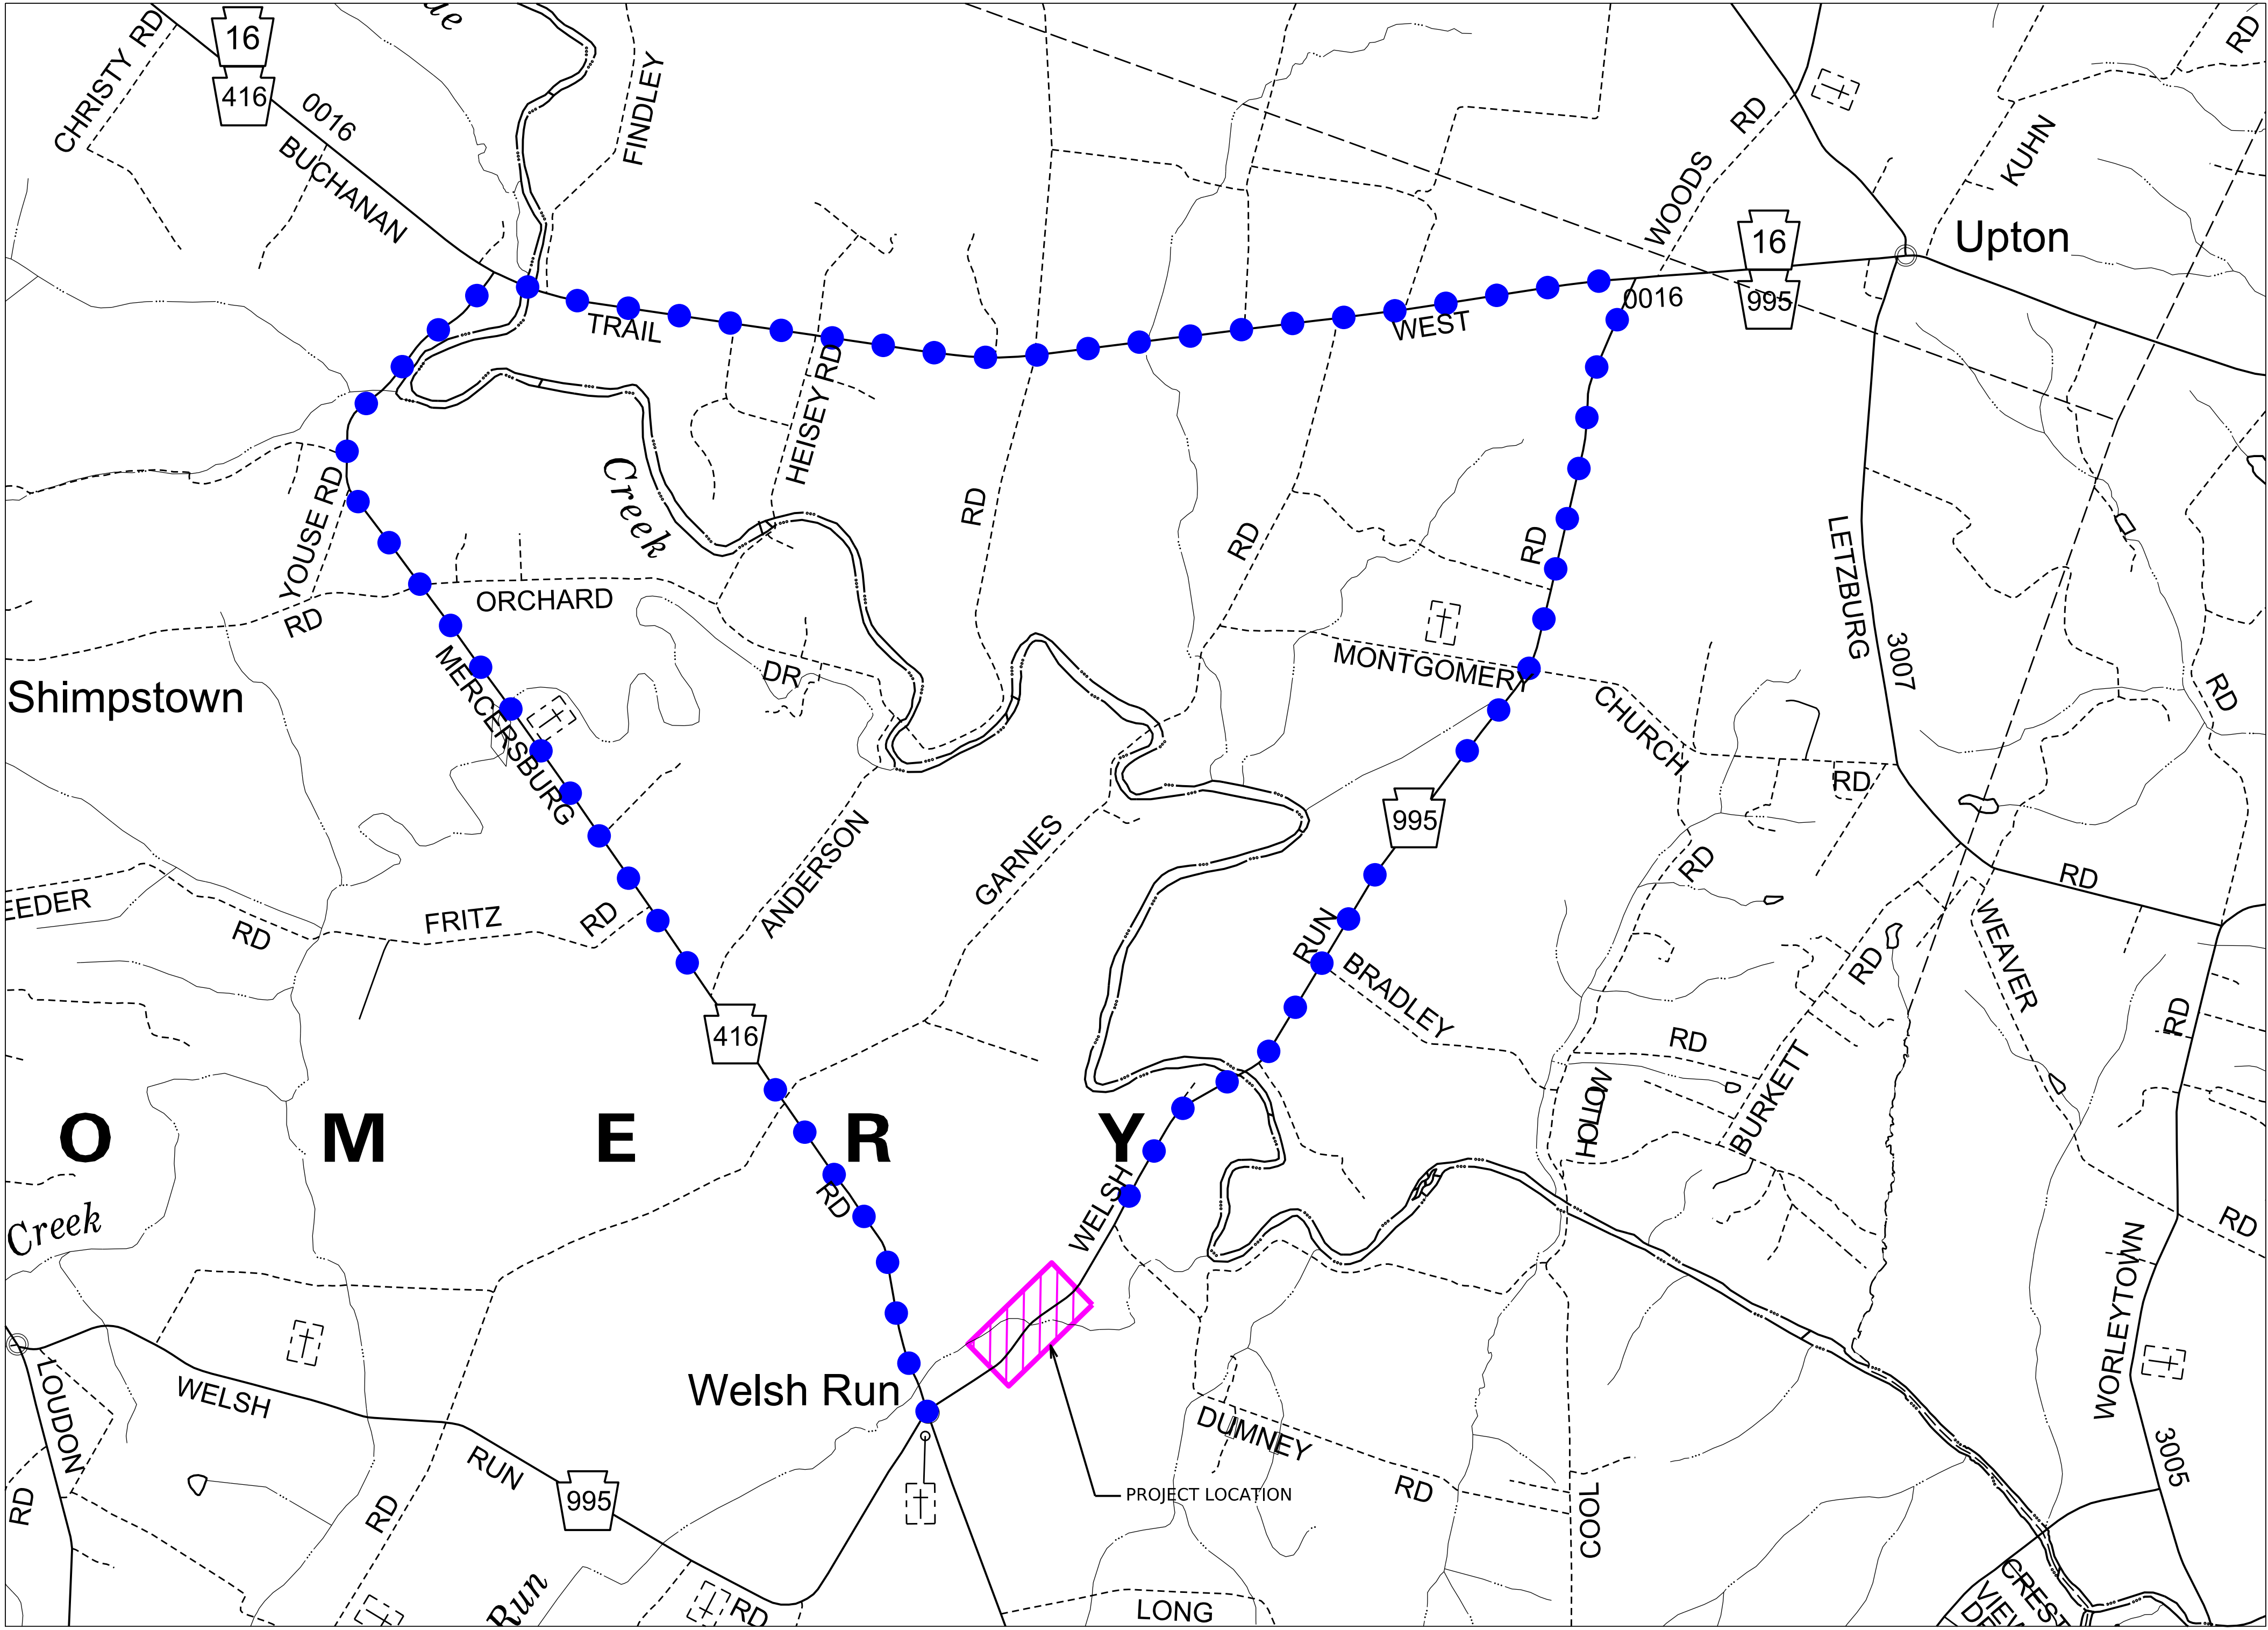 CHRISTY RD
16
416
0016
BUCHANAN
FINDLEY
RD
WOODS
RD
KUHN
16
995
Upton
0016
TRAIL
WEST
HEISEY RD
Creek
RD
RD
RD
YOUSE RD
RD
ORCHARD
DR
MONTGOMERY
CHURCH
RD
LETZBURG
3007
RD
Shimpstown
MERCERSBURG
995
RD
RD
EEDER
RD
FRITZ
RD
ANDERSON
GARNES
RUN
BRADLEY
RD
RD
WEAVER
RD
416
HOLLOW
BURKETT
O M E R Y
RD
WELSH
Creek
RD
WORLEYTOWN
3005
LOUDON
RD
WELSH
RUN
RD
995
Welsh Run
PROJECT LOCATION
DUMNEY
RD
COOL
Run
RD
LONG
CREST
VIEW